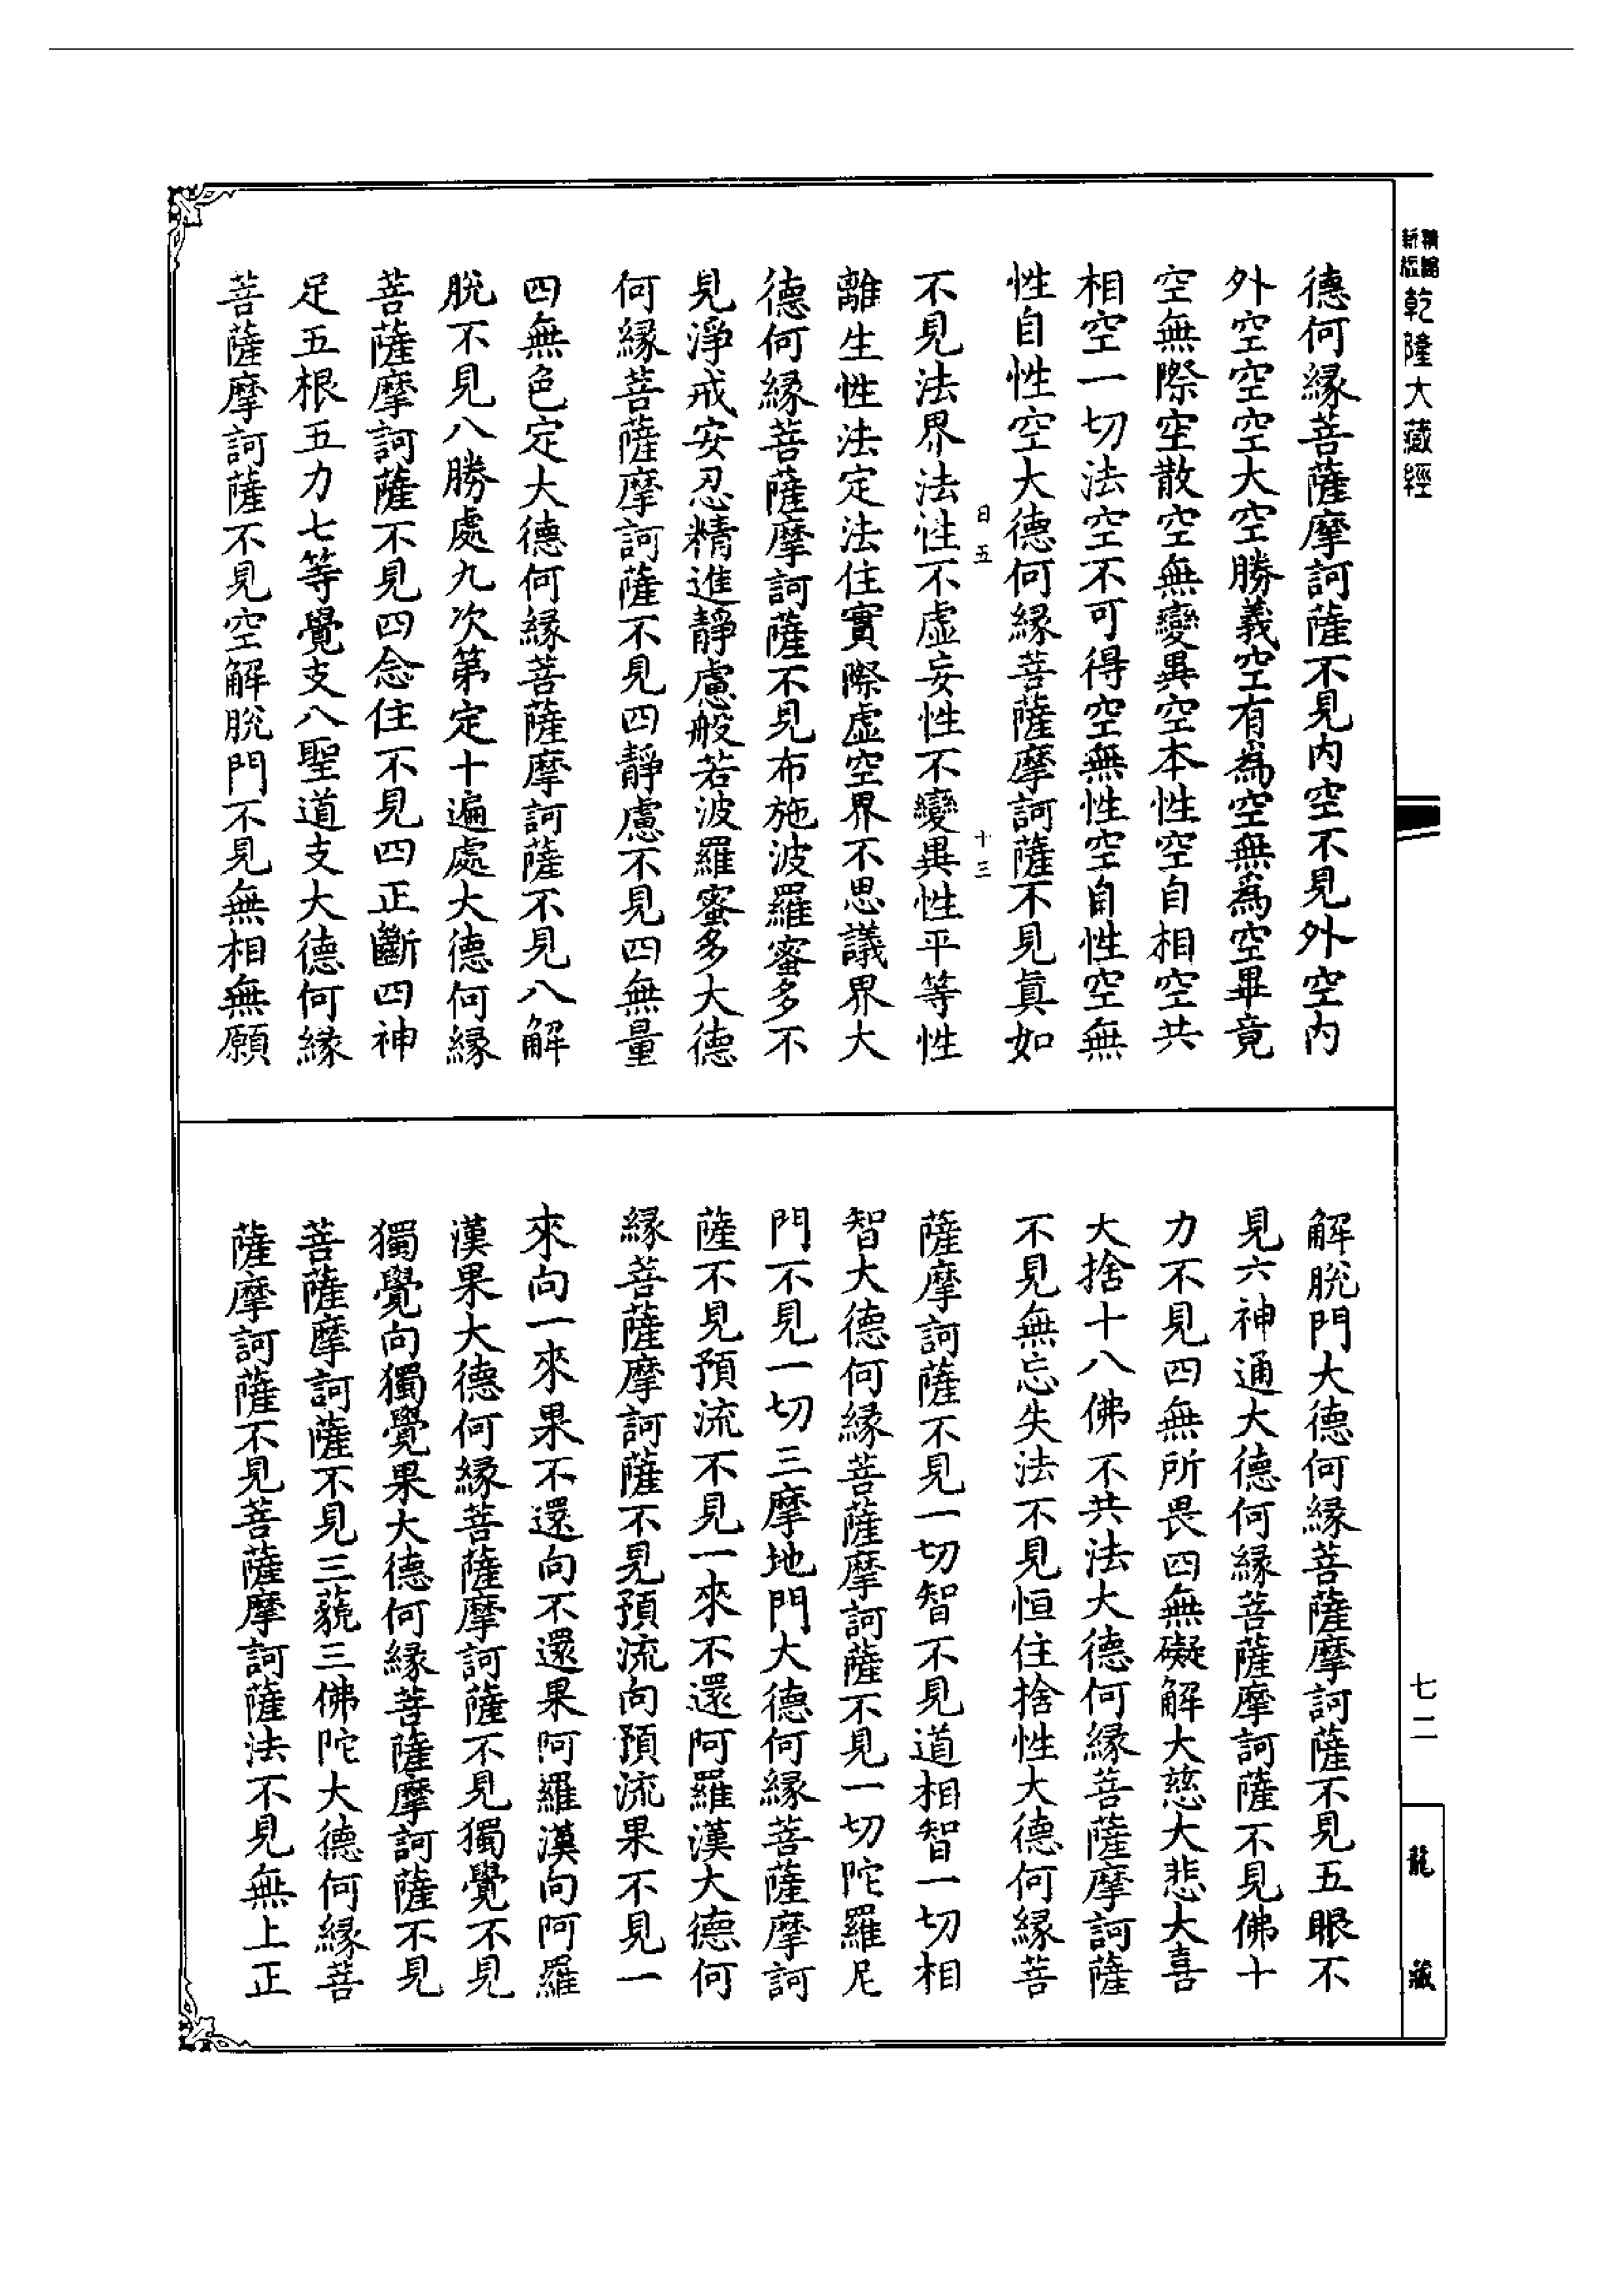 精縮新版乾隆大藏經
德何縁菩薩摩訶薩不見内空不見外空内
外空空空大空勝義空有爲空無爲空畢竟
空無際空散空無變異空本性空自相空共
相空一切法空不可得空無性空自性空無
性自性空大德何縁菩薩摩訶薩不見眞如
日五 十三
不見法界法性不虚妄性不變異性平等性
離生性法定法住實際虚空界不思議界大
德何縁菩薩摩訶薩不見布施波羅蜜多不
見淨戒安忍精進靜慮般若波羅蜜多大德
何縁菩薩摩訶薩不見四靜慮不見四無量
四無色定大德何縁菩薩摩訶薩不見八解
脫不見八勝處九次第定十遍處大德何縁
菩薩摩訶薩不見四念住不見四正斷四神
足五根五力七等覺支八聖道支大德何縁
菩薩摩訶薩不見空解脫門不見無相無願
解脫門大德何縁菩薩摩訶薩不見五眼不
見六神通大德何縁菩薩摩訶薩不見佛十
力不見四無所畏四無礙解大慈大悲大喜
大捨十八佛不共法大德何縁菩薩摩訶薩
不見無忘失法不見恒住捨性大德何縁菩
薩摩訶薩不見一切智不見道相智一切相
智大德何縁菩薩摩訶薩不見一切陀羅尼
門不見一切三摩地門大德何縁菩薩摩訶
薩不見預流不見一來不還阿羅漢大德何
縁菩薩摩訶薩不見預流向預流果不見一
來向一來果不還向不還果阿羅漢向阿羅
漢果大德何縁菩薩摩訶薩不見獨覺不見
獨覺向獨覺果大德何縁菩薩摩訶薩不見
菩薩摩訶薩不見三藐三佛陀大德何縁菩
薩摩訶薩不見菩薩摩訶薩法不見無上正
七二
龍藏